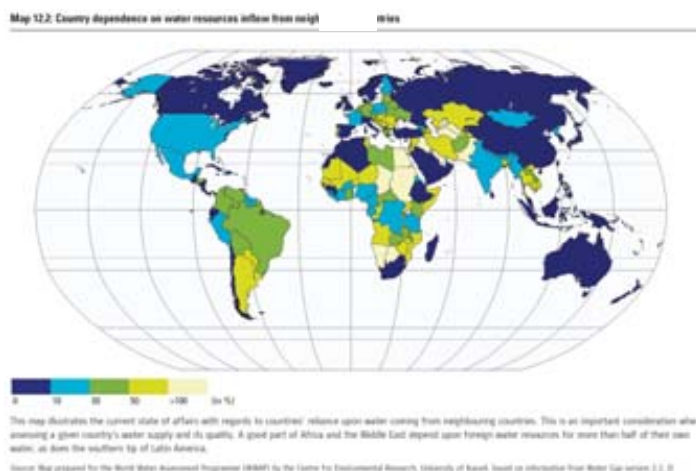 Map 12.2: Country dependence on water resources inflow from neigh
tries
0 10 30 50 >100 (in %)
This map illustrates the current state of affairs with regards to countries' reliance upon water coming from neighbouring countries. This is an important consideration whe
assessing a given country's water supply and its quality. A good part of Africa and the Middle East depend upon foreign water resources for more than half of their own
water, as does the southern tip of Latin America.
Source: Map prepared for the World Water Assessment Programme (WWAP) by the Centre for Environmental Research, University of Kassel, based on information from Water